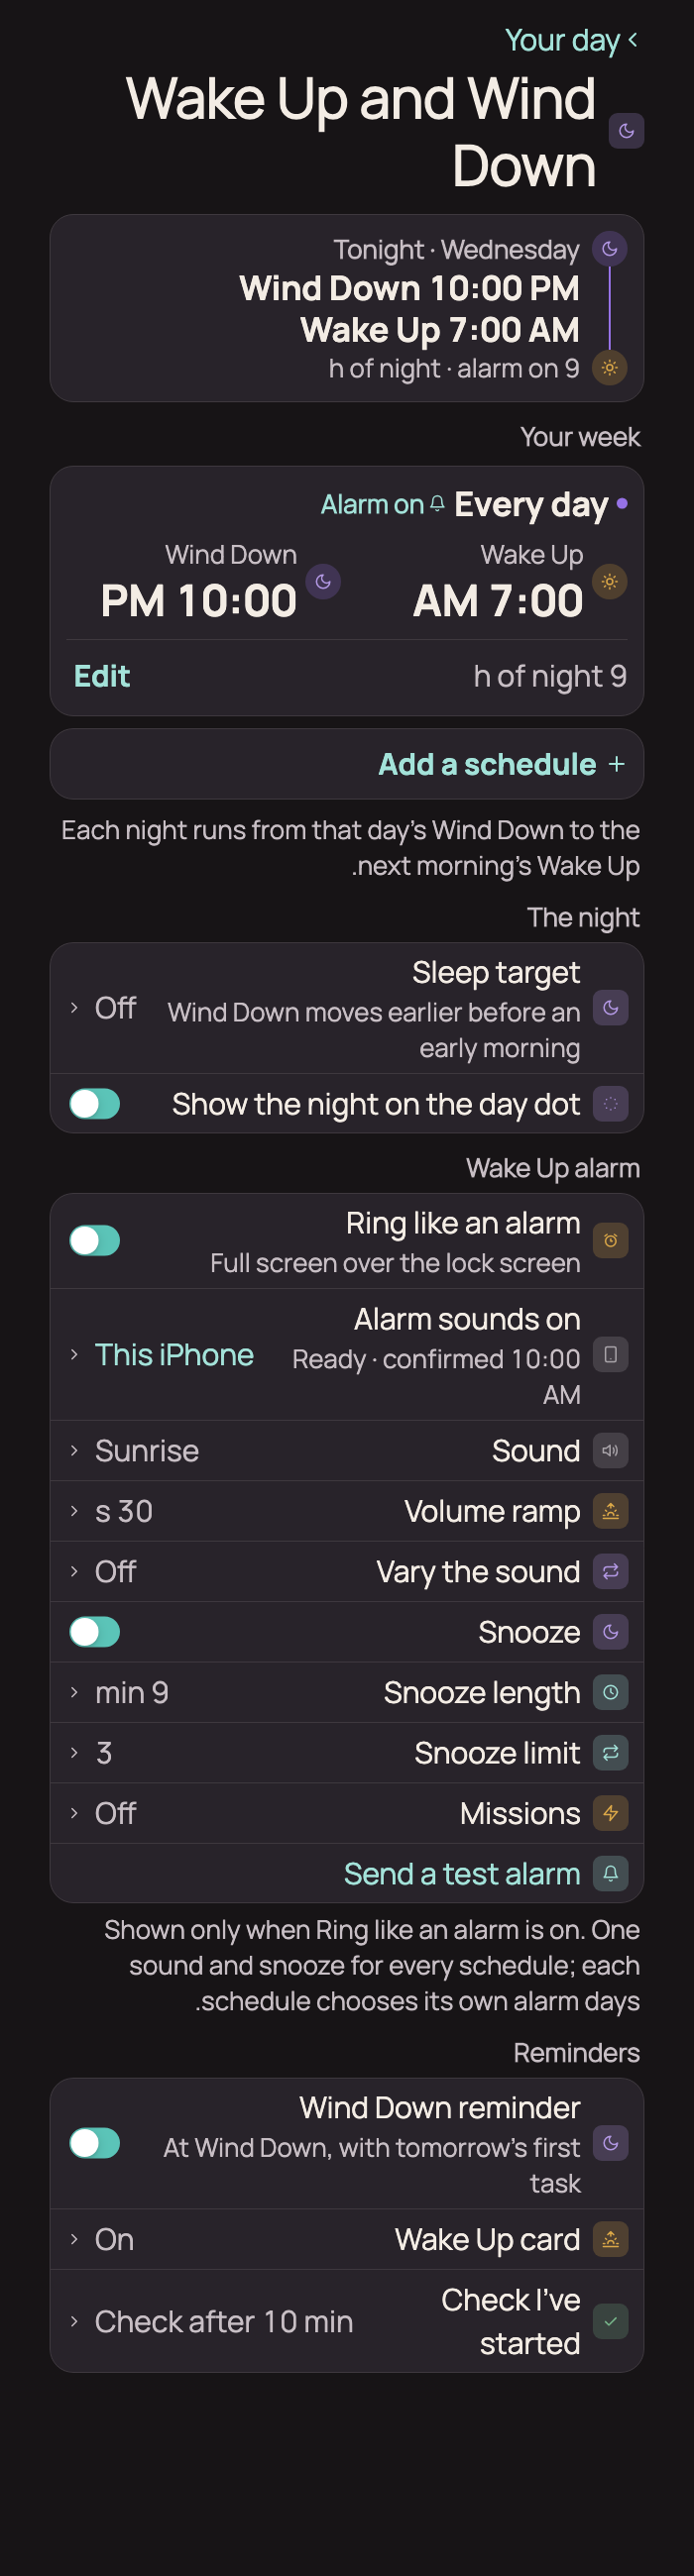 Your day
Wake Up and Wind
Down
Tonight · Wednesday
Wind Down 10:00 PM
Wake Up 7:00 AM
h of night · alarm on 9
Your week
Every day Alarm on
Wake Up
AM 7:00
Wind Down
PM 10:00
h of night 9
Edit
Add a schedule
Each night runs from that day's Wind Down to the
.next morning's Wake Up
The night
Sleep target
Wind Down moves earlier before an
early morning
Off
Show the night on the day dot
Wake Up alarm
Ring like an alarm
Full screen over the lock screen
Alarm sounds on
Ready · confirmed 10:00
AM
This iPhone
Sound
Sunrise
Volume ramp
s 30
Vary the sound
Off
Snooze
Snooze length
min 9
Snooze limit
3
Missions
Off
Send a test alarm
Shown only when Ring like an alarm is on. One
sound and snooze for every schedule; each
.schedule chooses its own alarm days
Reminders
Wind Down reminder
At Wind Down, with tomorrow's first
task
Wake Up card
On
Check I've
started
Check after 10 min